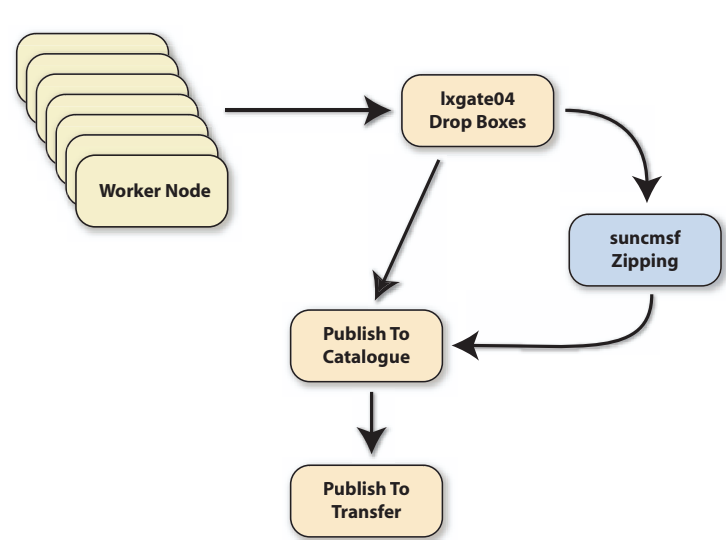 lxgate04
Drop Boxes
Worker Node
suncmsf
Zipping
Publish To
Catalogue
Publish To
Transfer